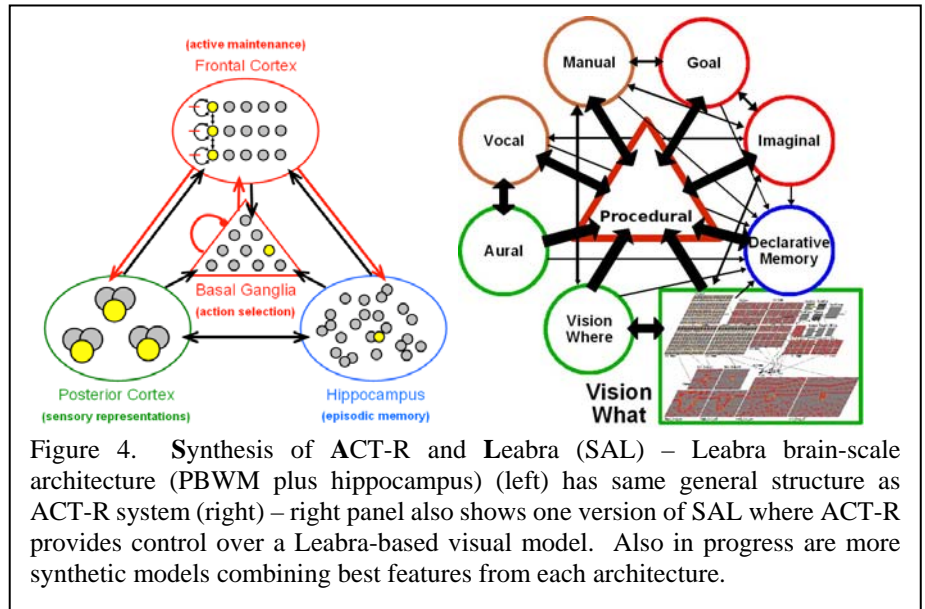 (active maintenance)
Frontal Cortex
Basal Ganglia
(action selection)
Posterior Cortex
(sensory representations)
Hippocampus
(episodic memory)
Manual
Goal
Vocal
Imaginal
Procedural
Aural
Declarative
Memory
Vision
Where
Vision
What
Figure 4. Synthesis of ACT-R and Leabra (SAL) – Leabra brain-scale
architecture (PBWM plus hippocampus) (left) has same general structure as
ACT-R system (right) – right panel also shows one version of SAL where ACT-R
provides control over a Leabra-based visual model. Also in progress are more
synthetic models combining best features from each architecture.